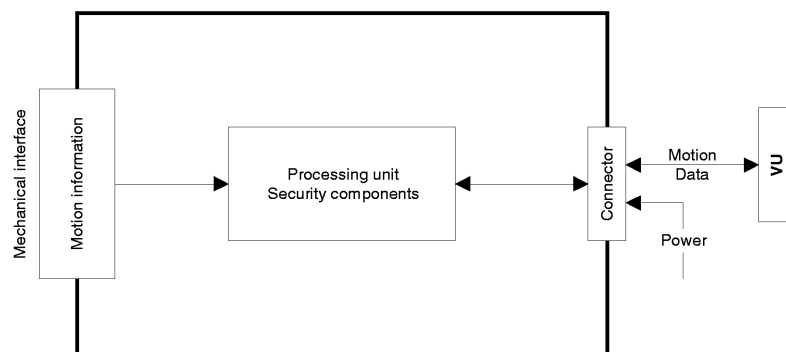 Mechanical interface
Motion information
Processing unit
Security components
Connector
Motion
Data
Power
VU